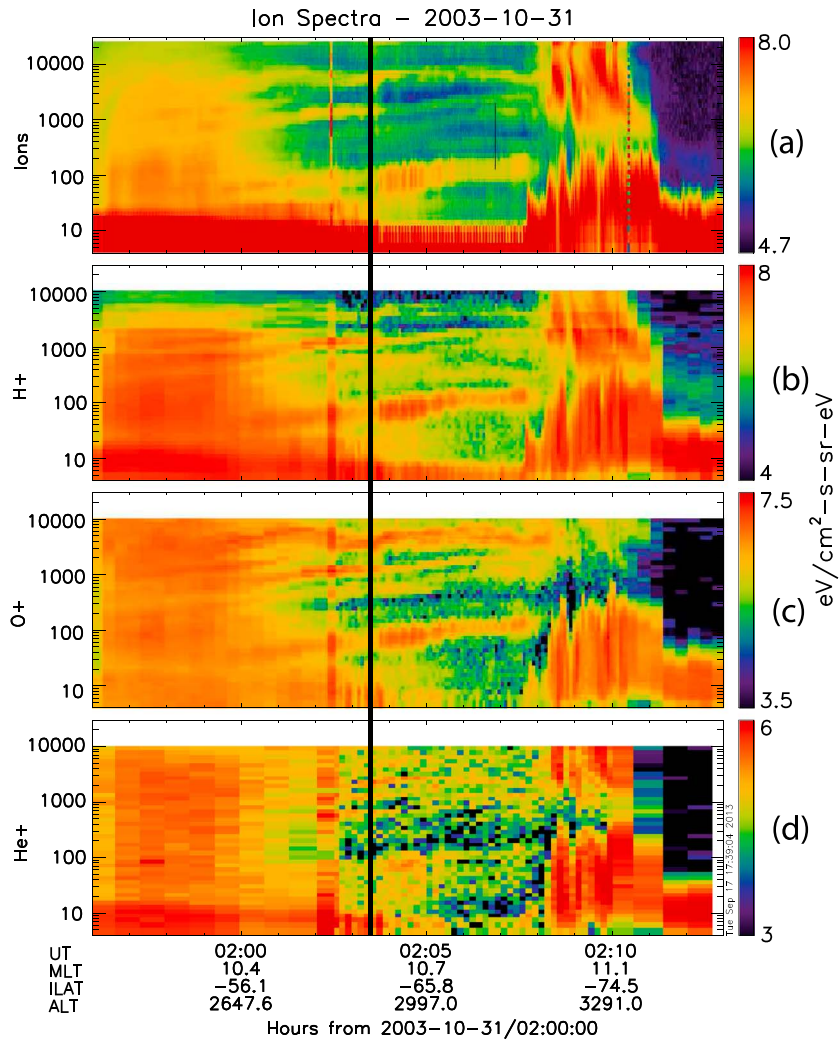 Ion Spectra − 2003−10−31
10000
1000
100
10
Ions
8.0
4.7
(a)
10000
1000
100
10
H+
8
4
(b)
eV/cm²−s−sr−eV
10000
1000
100
10
O+
7.5
3.5
(c)
10000
1000
100
10
He+
6
3
(d)
Tue Sep 17 17:39:04 2013
UT 02:00 02:05 02:10
MLT 10.4 10.7 11.1
ILAT −56.1 −65.8 −74.5
ALT 2647.6 2997.0 3291.0
Hours from 2003−10−31/02:00:00